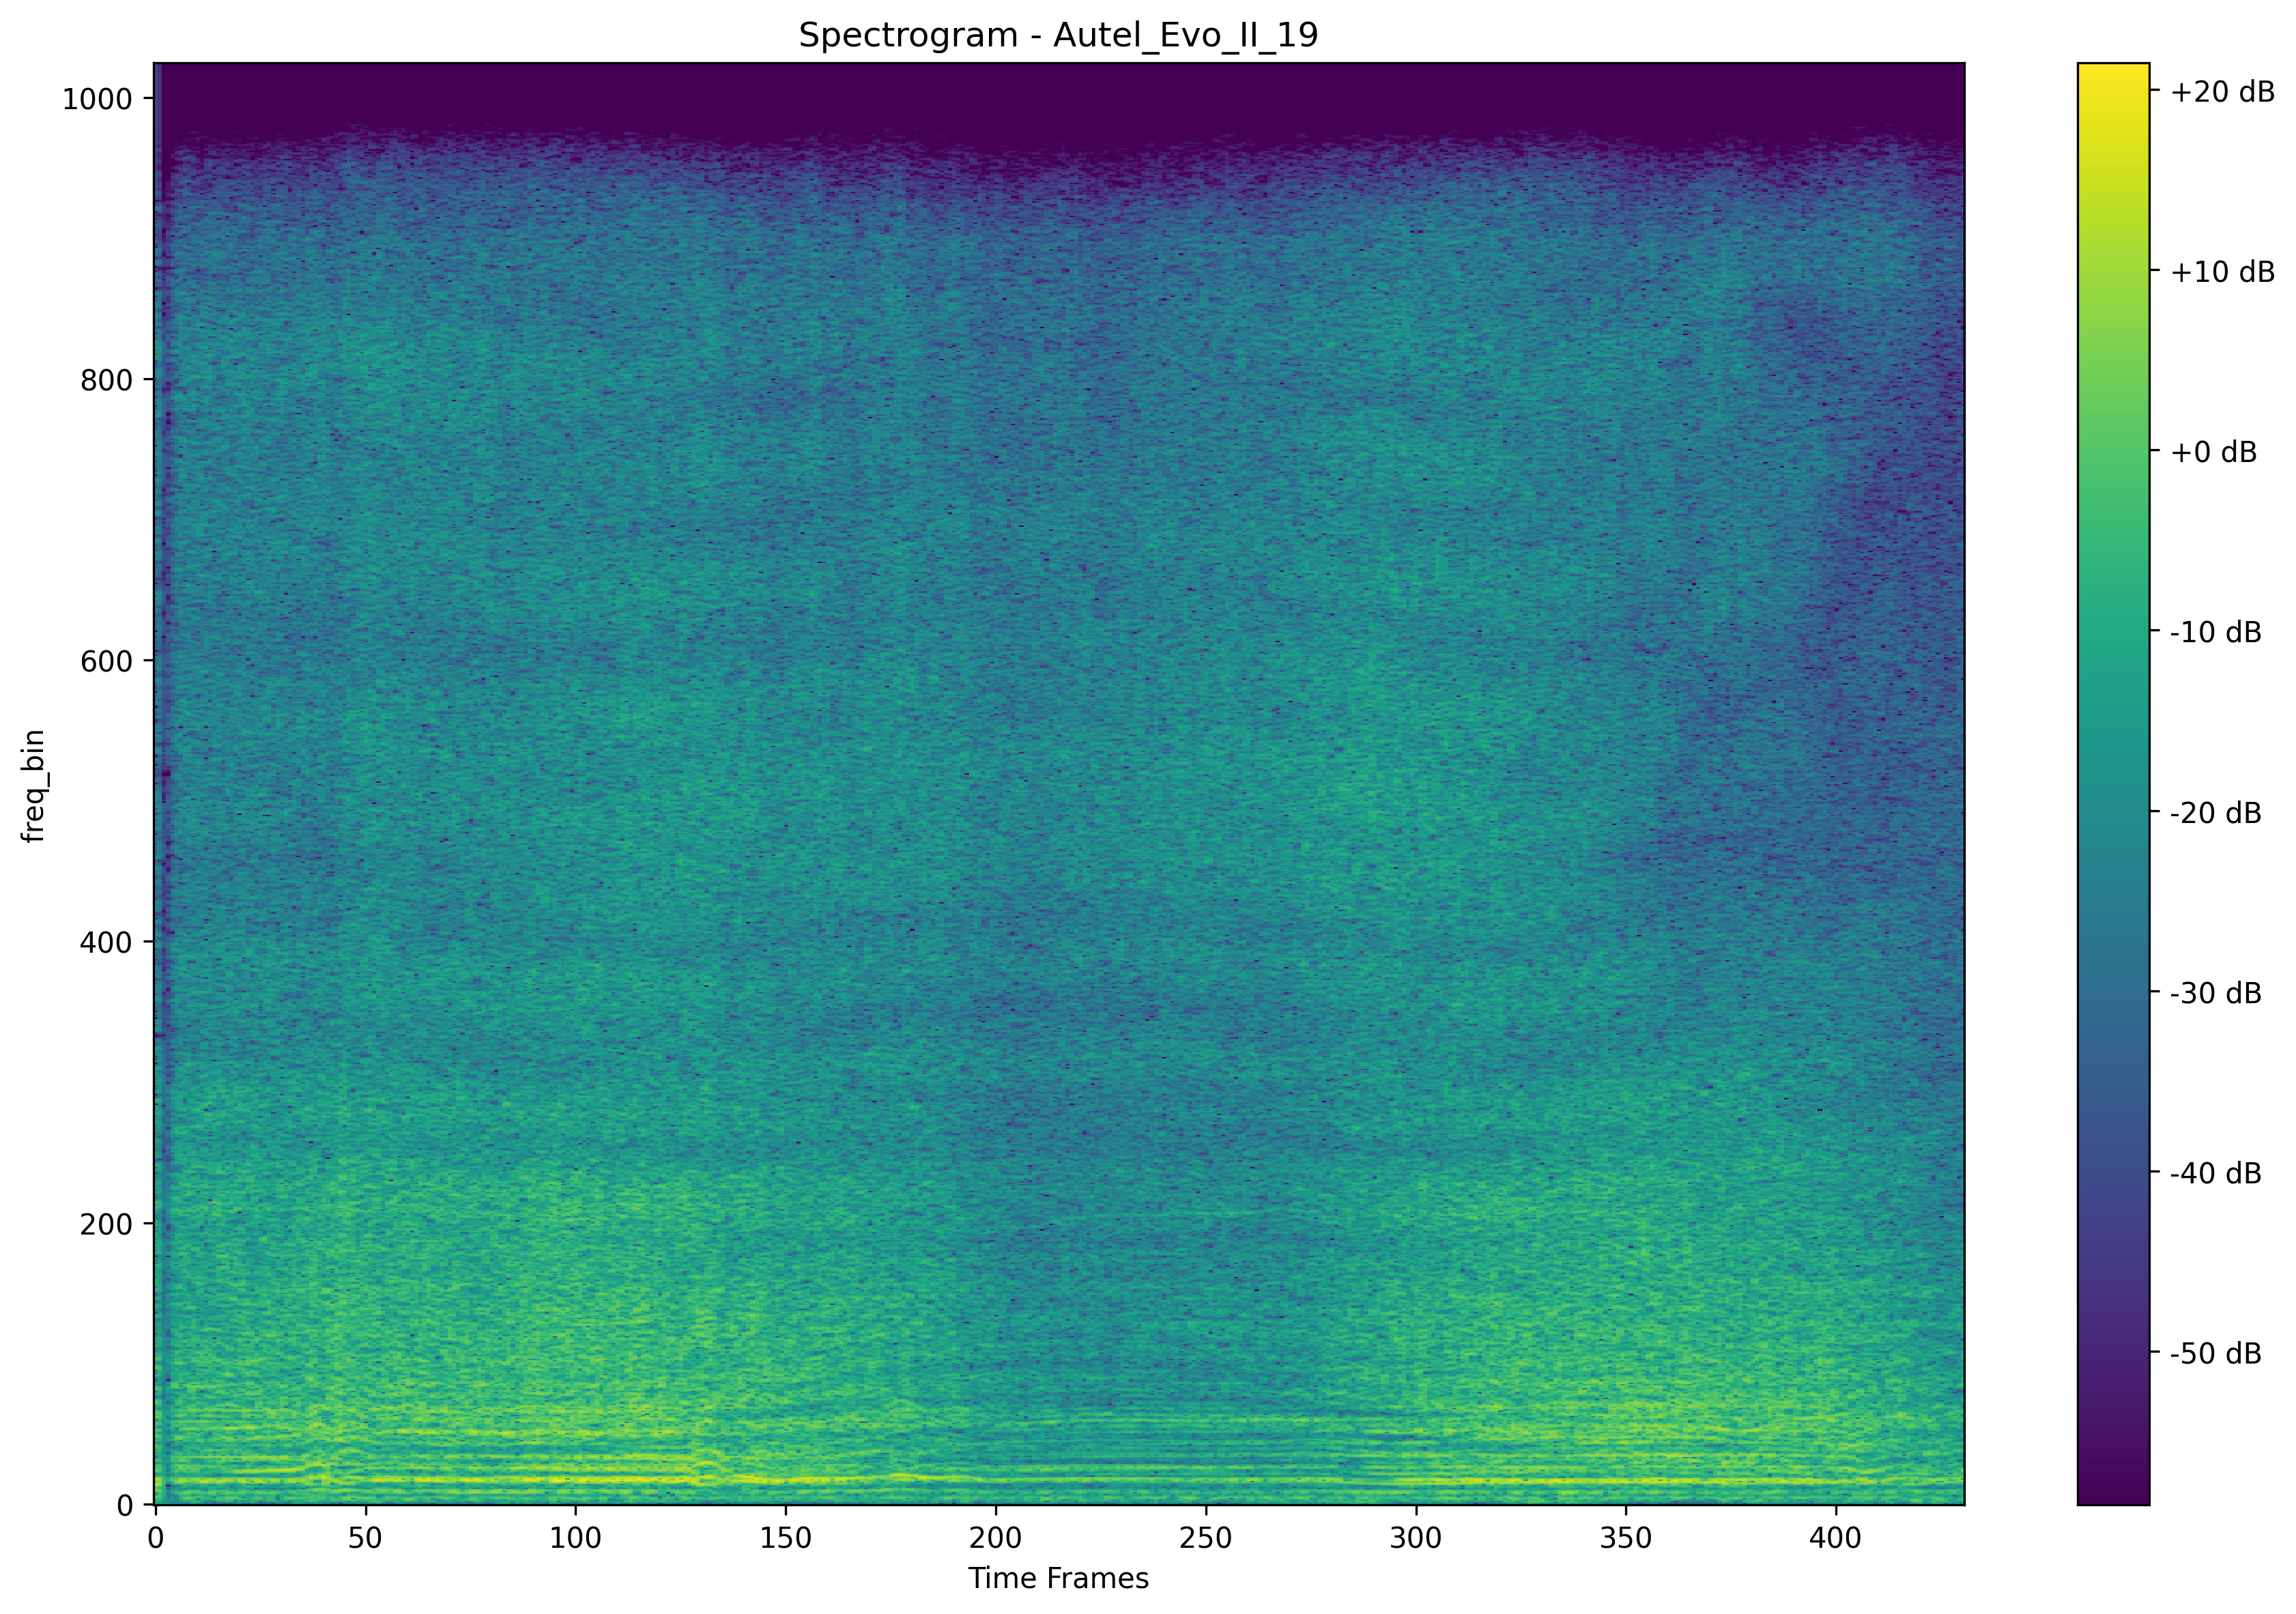 Spectrogram - Autel_Evo_II_19
freq_bin
1000
800
600
400
200
0
0 50 100 150 200 250 300 350 400
Time Frames
+20 dB
+10 dB
+0 dB
-10 dB
-20 dB
-30 dB
-40 dB
-50 dB